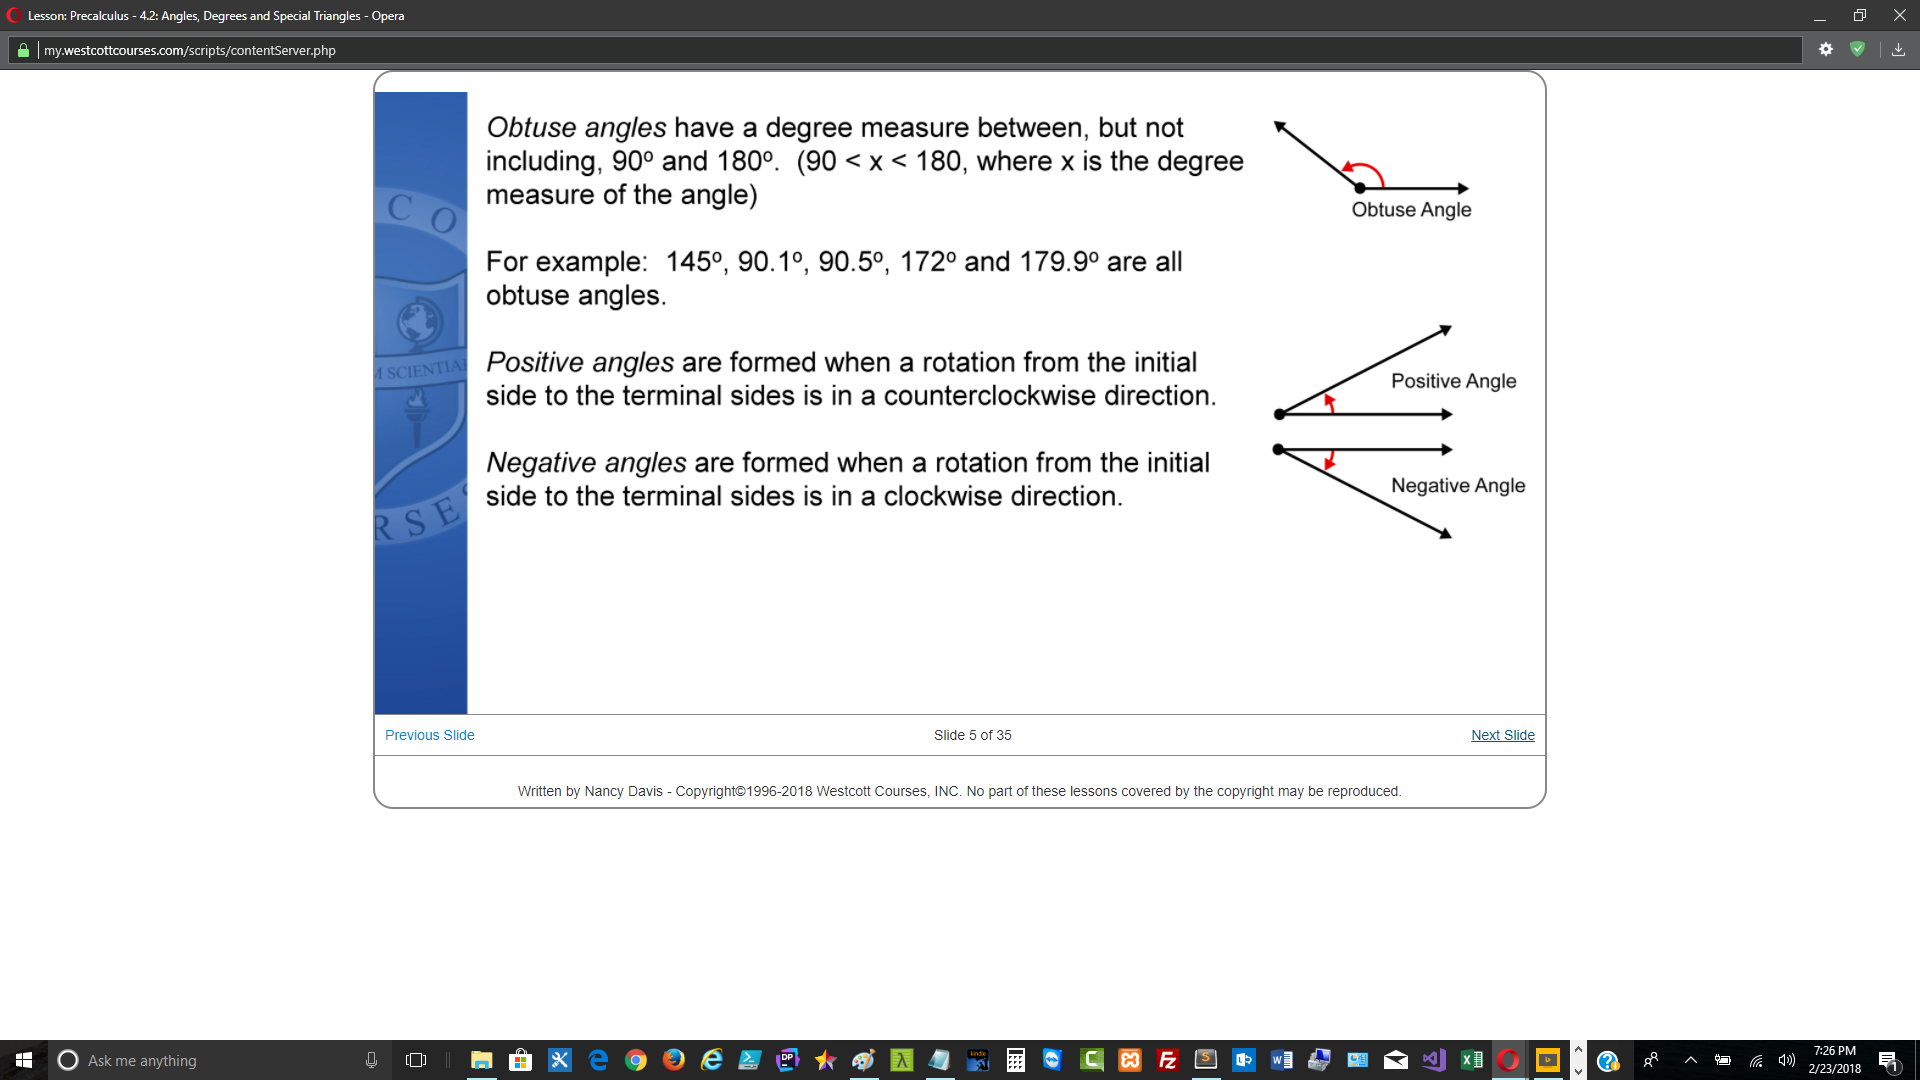 Lesson: Precalculus - 4.2: Angles, Degrees and Special Triangles - Opera
my.westcottcourses.com/scripts/contentServer.php
Obtuse angles have a degree measure between, but not
including, 90º and 180º. (90 < x < 180, where x is the degree
measure of the angle)
Obtuse Angle
For example: 145º, 90.1º, 90.5º, 172º and 179.9º are all
obtuse angles.
Positive angles are formed when a rotation from the initial
side to the terminal sides is in a counterclockwise direction.
Positive Angle
Negative angles are formed when a rotation from the initial
side to the terminal sides is in a clockwise direction.
Negative Angle
C O
M SCIENTIA
R S E S
Previous Slide
Slide 5 of 35
Next Slide
Written by Nancy Davis - Copyright©1996-2018 Westcott Courses, INC. No part of these lessons covered by the copyright may be reproduced.
Ask me anything
DP
kindle
7:26 PM
2/23/2018
1